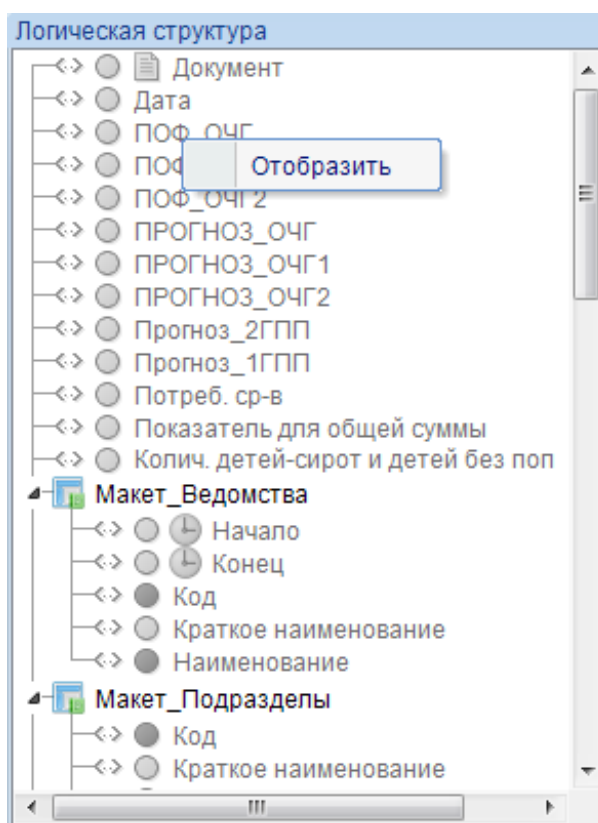 Логическая структура
Документ
Дата
ПОФ_ОЧГ
ПОФ
Отобразить
ПОФ_ОЧГ2
ПРОГНОЗ_ОЧГ
ПРОГНОЗ_ОЧГ1
ПРОГНОЗ_ОЧГ2
Прогноз_2ГПП
Прогноз_1ГПП
Потреб. ср-в
Показатель для общей суммы
Колич. детей-сирот и детей без поп
Макет_Ведомства
Начало
Конец
Код
Краткое наименование
Наименование
Макет_Подразделы
Код
Краткое наименование